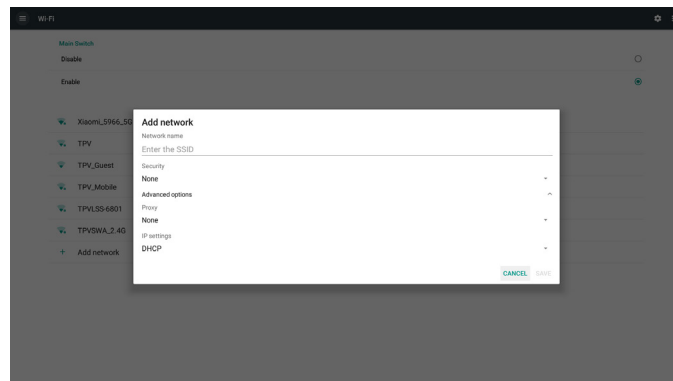 Wi-Fi
Main Switch
Disable
Enable
Xiaomi_5966_5G
TPV
TPV_Guest
TPV_Mobile
TPVLSS-6801
TPVSWA_2.4G
Add network
Add network
Network name
Enter the SSID
Security
None
Advanced options
Proxy
None
IP settings
DHCP
CANCEL SAVE